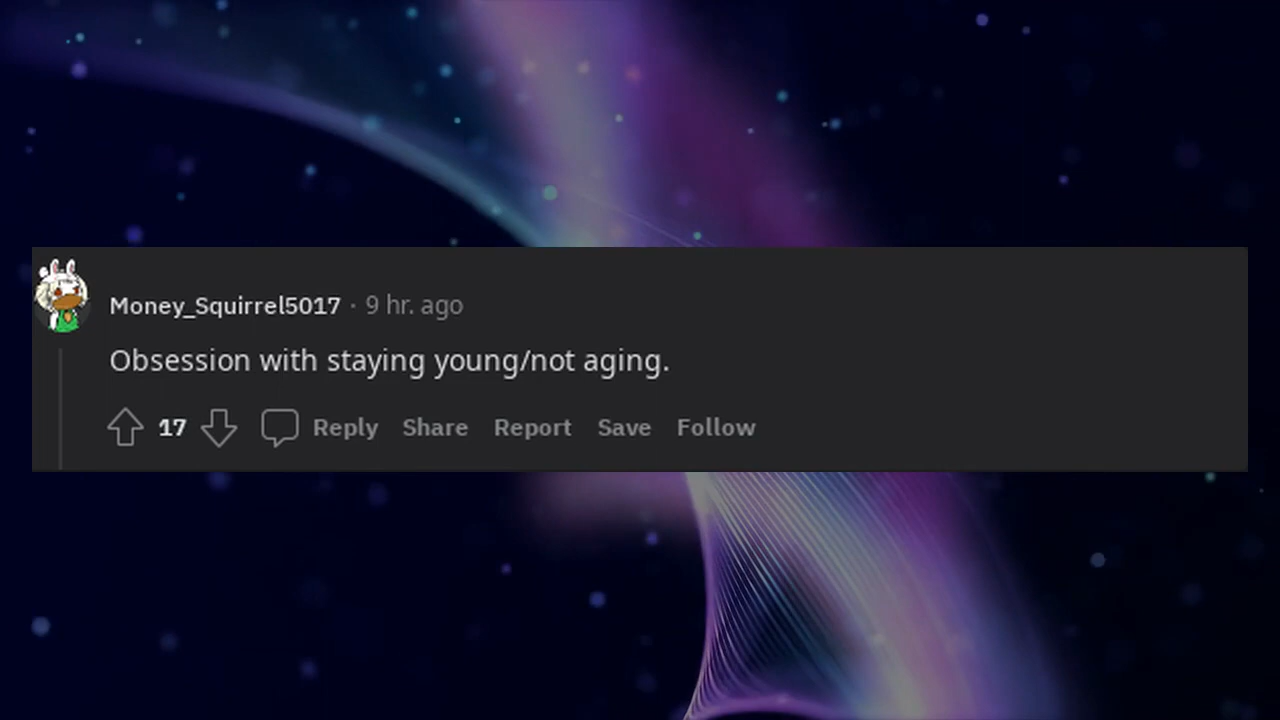 Money_Squirrel5017 · 9 hr. ago
Obsession with staying young/not aging.
17 Reply Share Report Save Follow